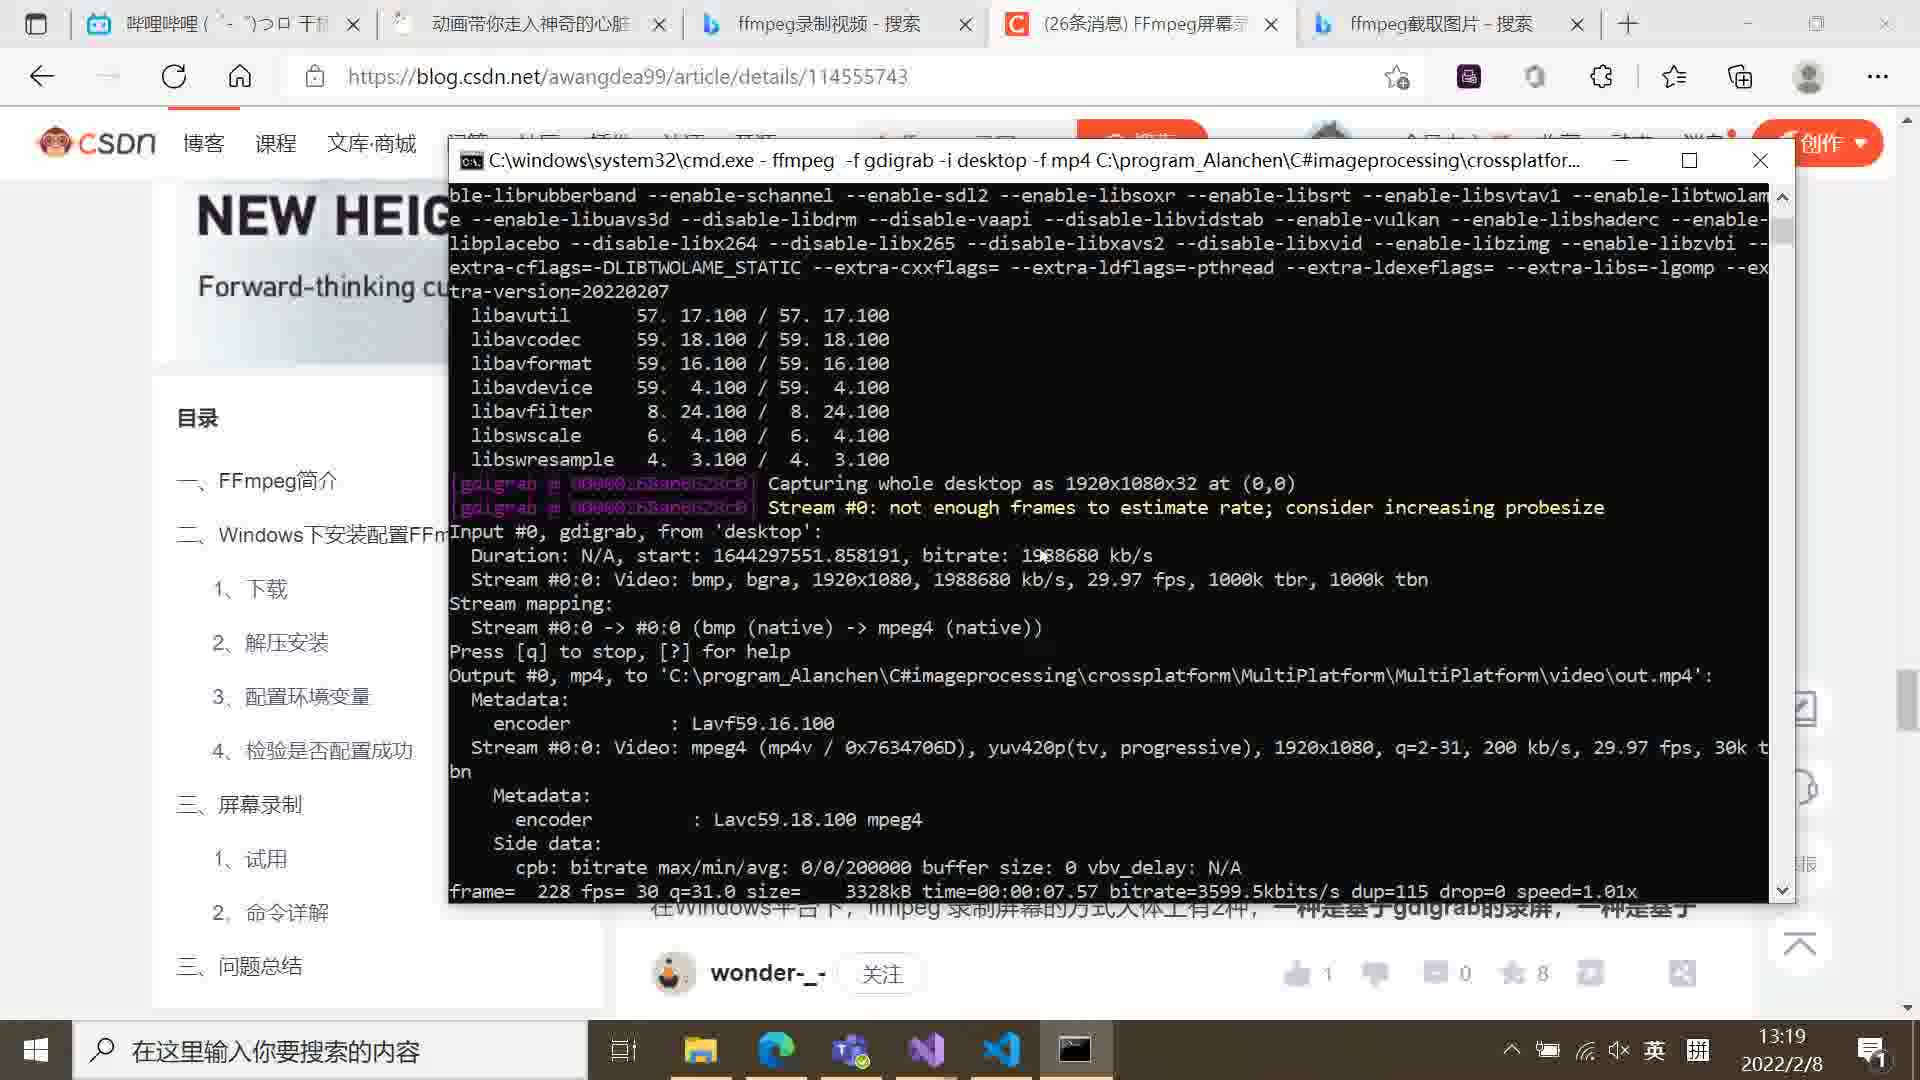 哔哩哔哩 (゜-゜)つロ 干杯
动画带你走入神奇的心脏
ffmpeg录制视频 - 搜索
(26条消息) FFmpeg屏幕录
ffmpeg截取图片 - 搜索
https://blog.csdn.net/awangdea99/article/details/114555743
CSDN
博客
课程
文库·商城
创作
C:\windows\system32\cmd.exe - ffmpeg  -f gdigrab -i desktop -f mp4 C:\program_Alanchen\C#imageprocessing\crossplatfor...
NEW HEIG
Forward-thinking cu
ble-librubberband --enable-schannel --enable-sdl2 --enable-libsoxr --enable-libsrt --enable-libsvtav1 --enable-libtwolam
e --enable-libuavs3d --disable-libdrm --disable-vaapi --disable-libvidstab --enable-vulkan --enable-libshaderc --enable-
libplacebo --disable-libx264 --disable-libx265 --disable-libxavs2 --disable-libxvid --enable-libzimg --enable-libzvbi --
extra-cflags=-DLIBTWOLAME_STATIC --extra-cxxflags= --extra-ldflags=-pthread --extra-ldexeflags= --extra-libs=-lgomp --ex
tra-version=20220207
libavutil      57. 17.100 / 57. 17.100
libavcodec     59. 18.100 / 59. 18.100
libavformat    59. 16.100 / 59. 16.100
libavdevice    59.  4.100 / 59.  4.100
libavfilter     8. 24.100 /  8. 24.100
libswscale      6.  4.100 /  6.  4.100
libswresample   4.  3.100 /  4.  3.100
[gdigrab @ Capturing whole desktop as 1920x1080x32 at (0,0)
[gdigrab @ Stream #0: not enough frames to estimate rate; consider increasing probesize
Input #0, gdigrab, from 'desktop':
Duration: N/A, start: 1644297551.858191, bitrate: 1988680 kb/s
Stream #0:0: Video: bmp, bgra, 1920x1080, 1988680 kb/s, 29.97 fps, 1000k tbr, 1000k tbn
Stream mapping:
Stream #0:0 -> #0:0 (bmp (native) -> mpeg4 (native))
Press [q] to stop, [?] for help
Output #0, mp4, to 'C:\program_Alanchen\C#imageprocessing\crossplatform\MultiPlatform\MultiPlatform\video\out.mp4':
Metadata:
encoder         : Lavf59.16.100
Stream #0:0: Video: mpeg4 (mp4v / 0x7634706D), yuv420p(tv, progressive), 1920x1080, q=2-31, 200 kb/s, 29.97 fps, 30k t
bn
Metadata:
encoder         : Lavc59.18.100 mpeg4
Side data:
cpb: bitrate max/min/avg: 0/0/200000 buffer size: 0 vbv_delay: N/A
frame=  228 fps= 30 q=31.0 size=    3328kB time=00:00:07.57 bitrate=3599.5kbits/s dup=115 drop=0 speed=1.01x
目录
一、FFmpeg简介
二、Windows下安装配置FFm
1、下载
2、解压安装
3、配置环境变量
4、检验是否配置成功
三、屏幕录制
1、试用
2、命令详解
三、问题总结
在Windows平台下，ffmpeg 录制屏幕的方式大体上有2种，一种是基于gdigrab的录屏，一种是基于
wonder-_-
关注
1
0
8
在这里输入你要搜索的内容
英
拼
13:19
2022/2/8
1